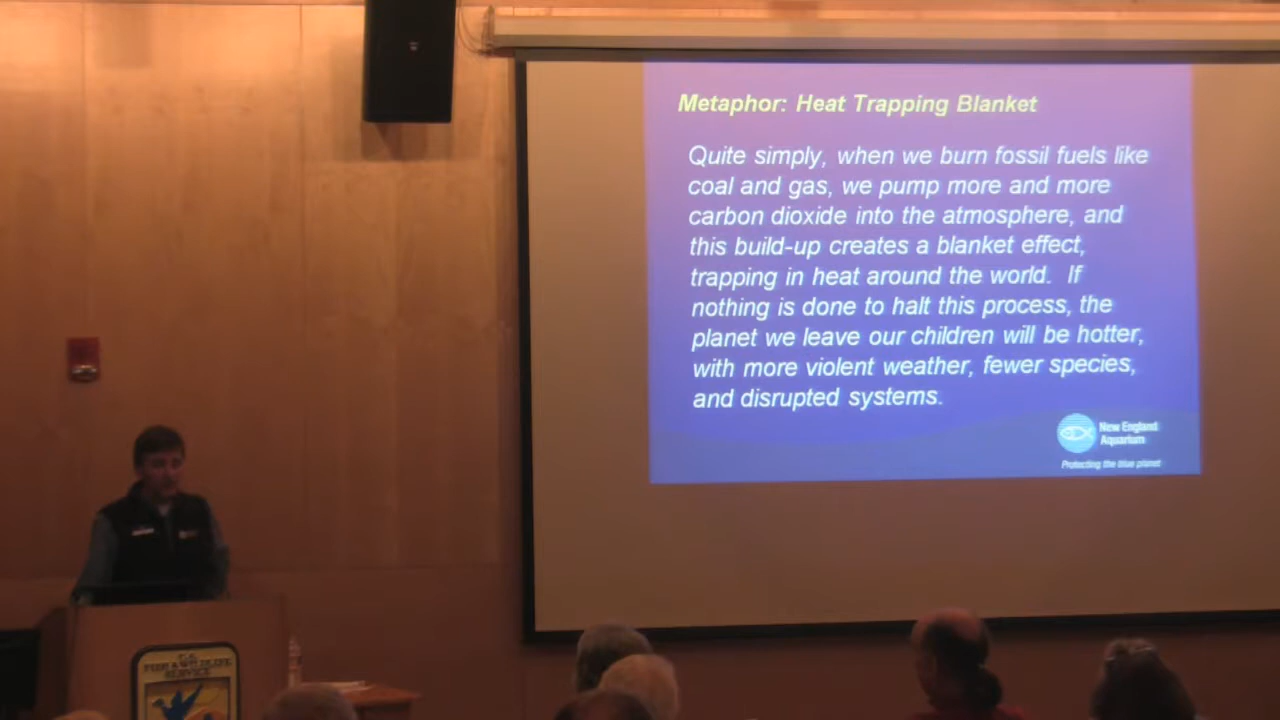 Metaphor: Heat Trapping Blanket
Quite simply, when we burn fossil fuels like
coal and gas, we pump more and more
carbon dioxide into the atmosphere, and
this build-up creates a blanket effect,
trapping in heat around the world. If
nothing is done to halt this process, the
planet we leave our children will be hotter,
with more violent weather, fewer species,
and disrupted systems.
New England
Aquarium
Protecting the blue planet
FISH & WILDLIFE
SERVICE